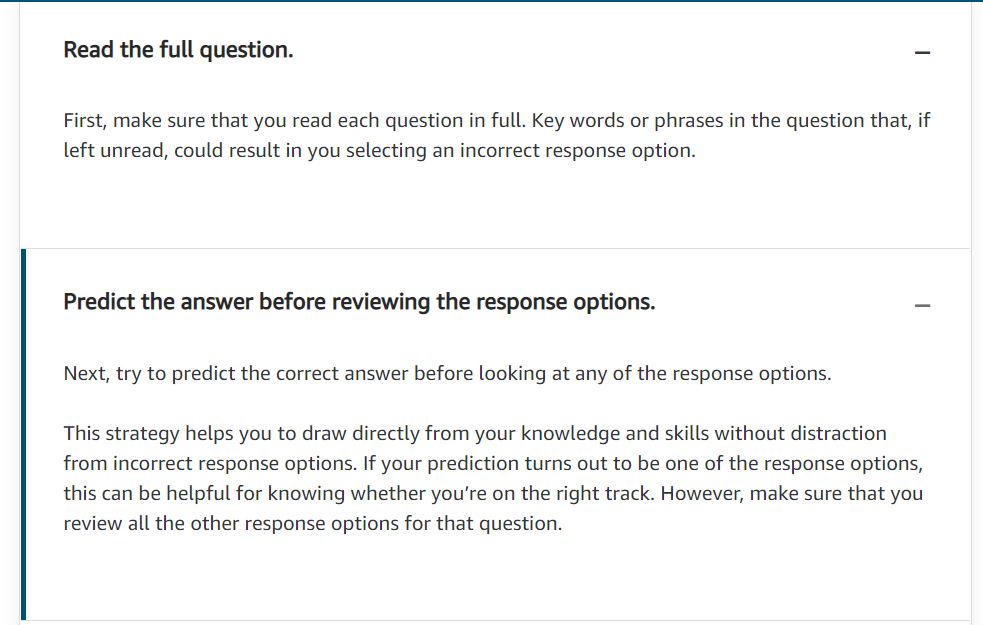 Read the full question.
First, make sure that you read each question in full. Key words or phrases in the question that, if
left unread, could result in you selecting an incorrect response option.
Predict the answer before reviewing the response options.
Next, try to predict the correct answer before looking at any of the response options.
This strategy helps you to draw directly from your knowledge and skills without distraction
from incorrect response options. If your prediction turns out to be one of the response options,
this can be helpful for knowing whether you’re on the right track. However, make sure that you
review all the other response options for that question.